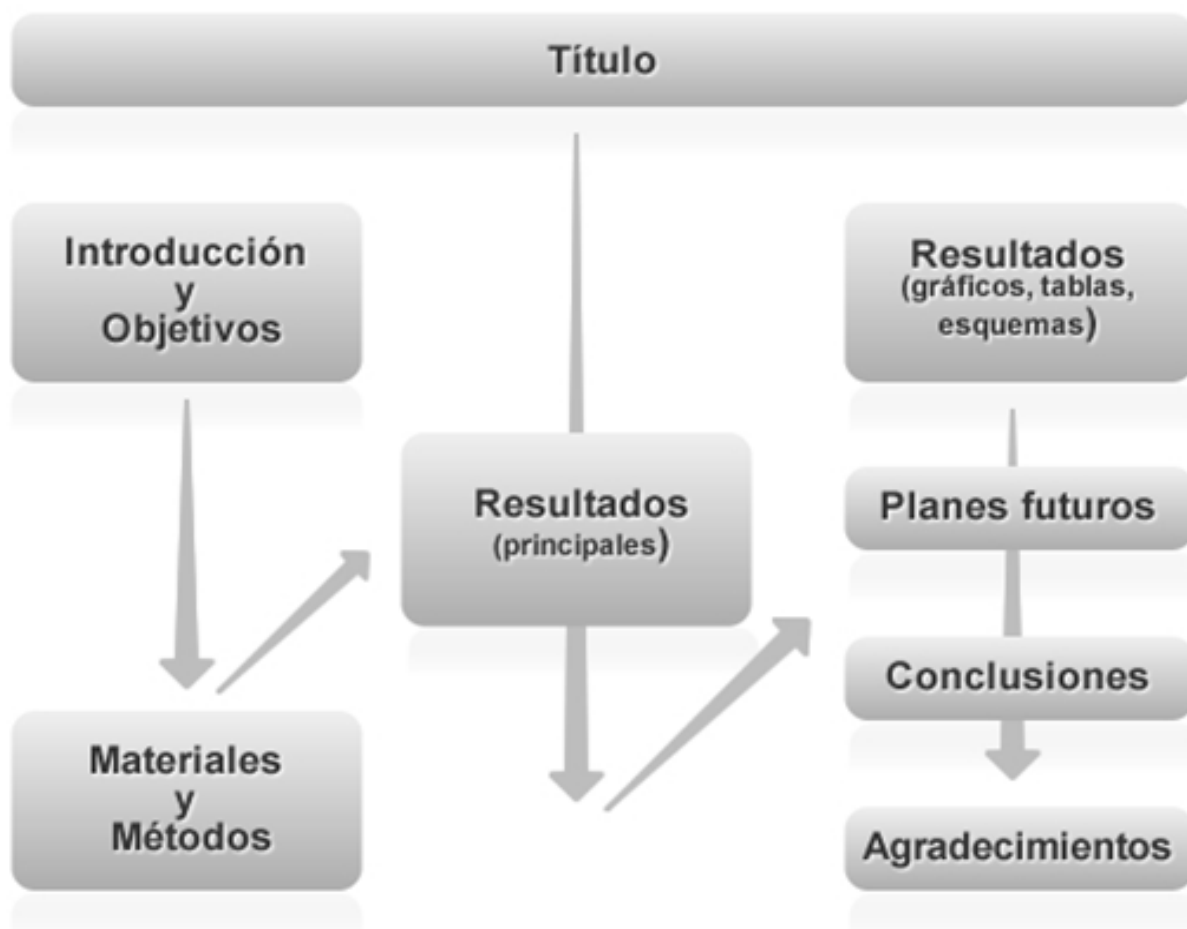 Título
Introducción
y
Objetivos
Materiales
y
Métodos
Resultados
(principales)
Resultados
(gráficos, tablas,
esquemas)
Planes futuros
Conclusiones
Agradecimientos